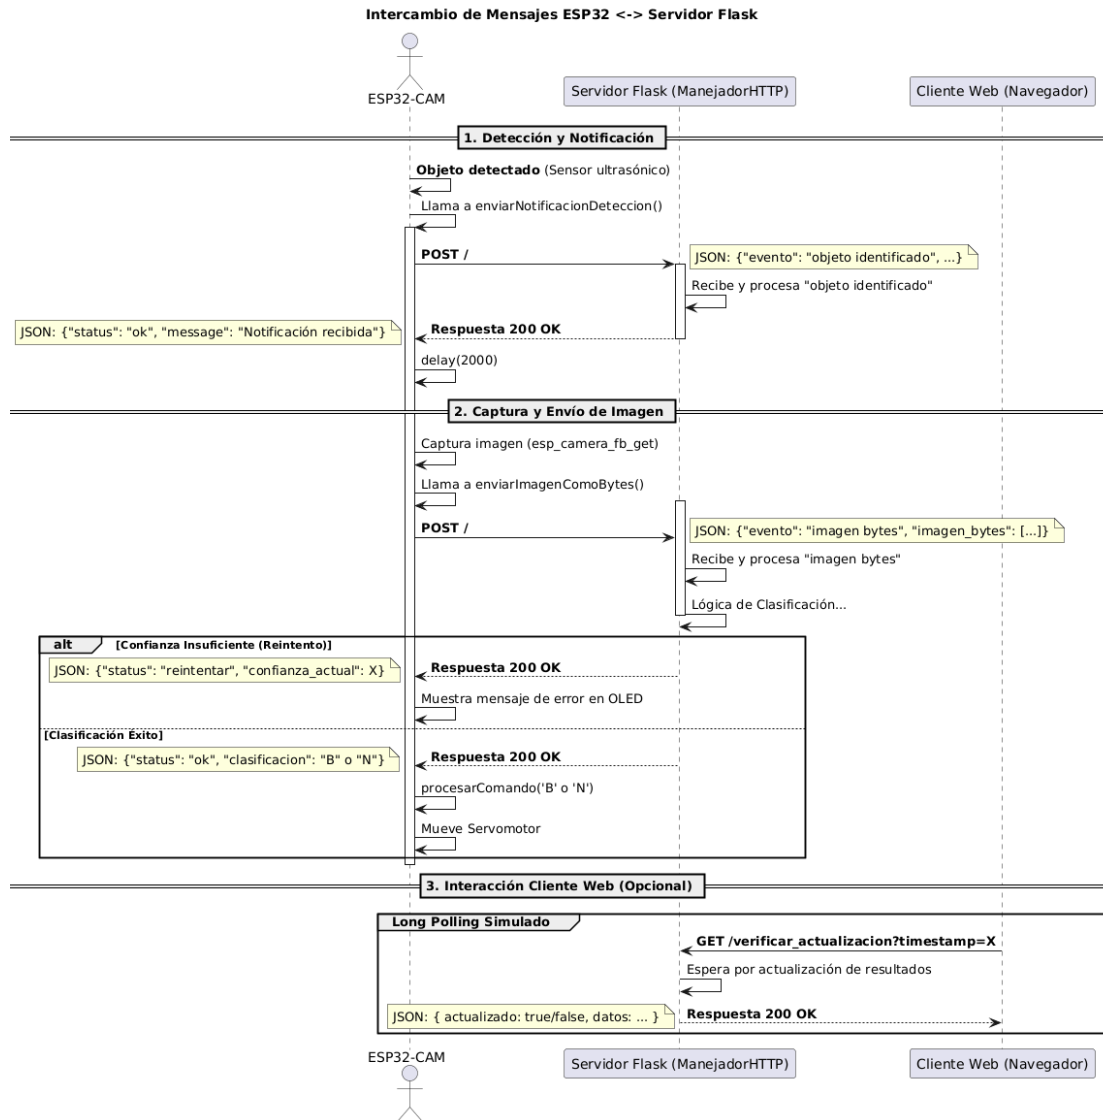 Intercambio de Mensajes ESP32 <-> Servidor Flask
ESP32-CAM
Servidor Flask (ManejadorHTTP)
Cliente Web (Navegador)
1. Detección y Notificación
Objeto detectado (Sensor ultrasónico)
Llama a enviarNotificacionDeteccion()
POST /
JSON: {"evento": "objeto identificado", ...}
Recibe y procesa "objeto identificado"
JSON: {"status": "ok", "message": "Notificación recibida"}
Respuesta 200 OK
delay(2000)
2. Captura y Envío de Imagen
Captura imagen (esp_camera_fb_get)
Llama a enviarImagenComoBytes()
POST /
JSON: {"evento": "imagen bytes", "imagen_bytes": [...]}
Recibe y procesa "imagen bytes"
Lógica de Clasificación...
alt
[Confianza Insuficiente (Reintento)]
JSON: {"status": "reintentar", "confianza_actual": X}
Respuesta 200 OK
Muestra mensaje de error en OLED
[Clasificación Éxito]
JSON: {"status": "ok", "clasificacion": "B" o "N"}
Respuesta 200 OK
procesarComando('B' o 'N')
Mueve Servomotor
3. Interacción Cliente Web (Opcional)
Long Polling Simulado
GET /verificar_actualizacion?timestamp=X
Espera por actualización de resultados
JSON: { actualizado: true/false, datos: ... }
Respuesta 200 OK
ESP32-CAM
Servidor Flask (ManejadorHTTP)
Cliente Web (Navegador)